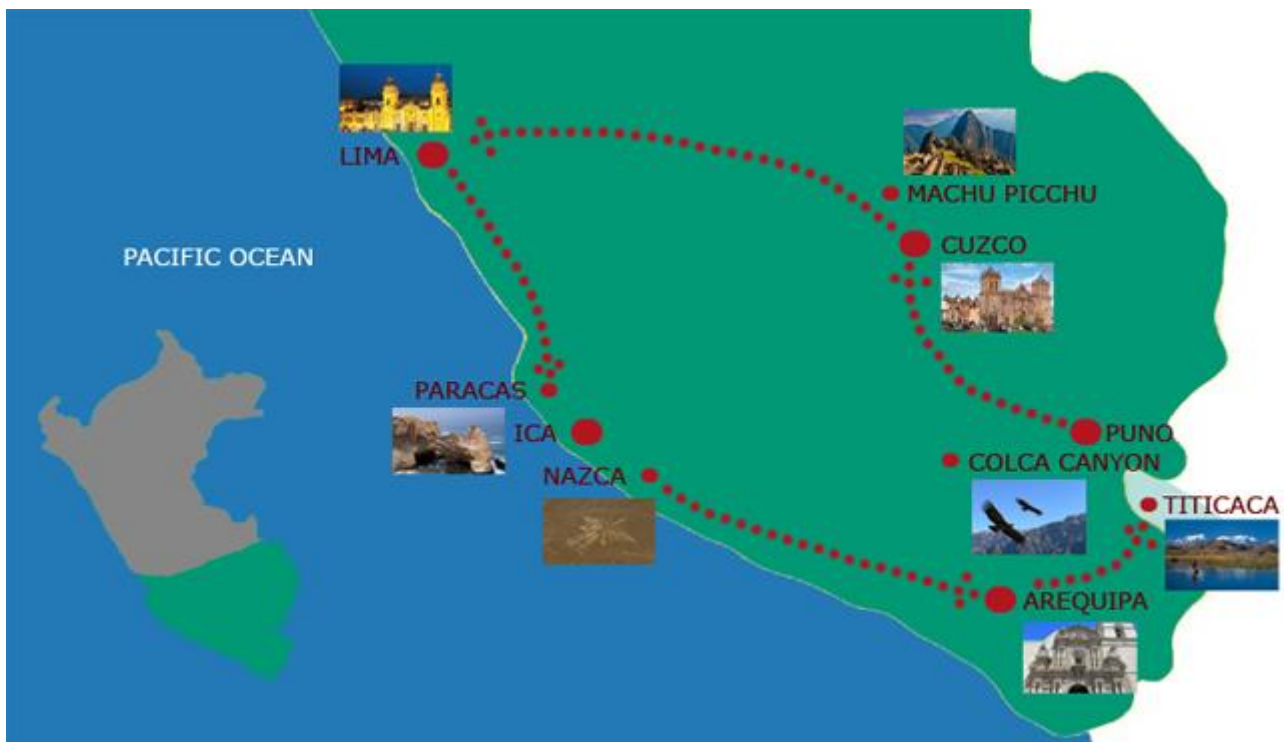 LIMA
MACHU PICCHU
CUZCO
PACIFIC OCEAN
PARACAS
ICA
PUNO
COLCA CANYON
NAZCA
TITICACA
AREQUIPA